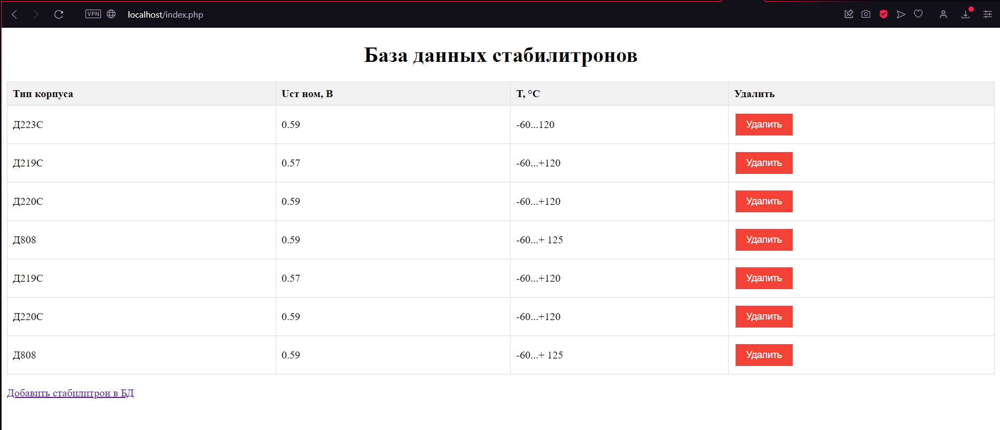 VPN localhost/index.php
База данных стабилитронов
Тип корпуса Uст ном, В T, °C Удалить
Д223С 0.59 -60...120 Удалить
Д219С 0.57 -60...+120 Удалить
Д220С 0.59 -60...+120 Удалить
Д808 0.59 -60...+ 125 Удалить
Д219С 0.57 -60...+120 Удалить
Д220С 0.59 -60...+120 Удалить
Д808 0.59 -60...+ 125 Удалить
Добавить стабилитрон в БД